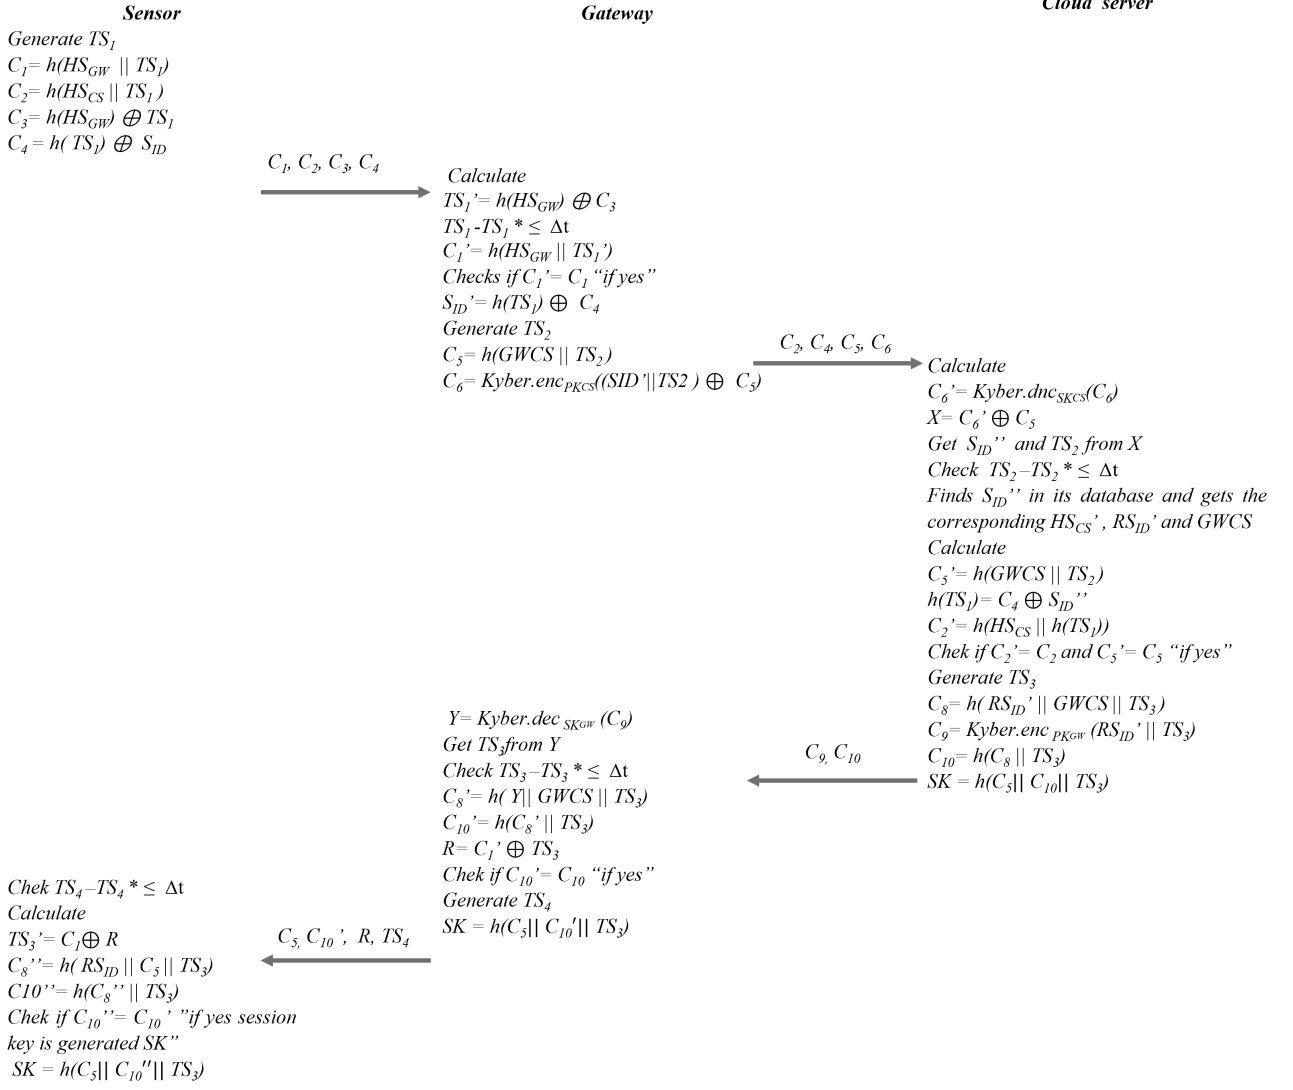 Sensor
Gateway
Cloud server
Generate TS1
C1= h(HSGW || TS1)
C2= h(HSCS || TS1 )
C3= h(HSGW) ⊕ TS1
C4 = h( TS1) ⊕ SID
C1, C2, C3, C4
Calculate
TS1’= h(HSGW) ⊕ C3
TS1 -TS1 * ≤ Δt
C1’= h(HSGW || TS1’)
Checks if C1’= C1 “if yes”
SID’= h(TS1) ⊕ C4
Generate TS2
C5= h(GWCS || TS2 )
C6= Kyber.encPKCS((SID’||TS2 ) ⊕ C5)
C2, C4, C5, C6
Calculate
C6’= Kyber.dncSKCS(C6)
X= C6’ ⊕ C5
Get SID’’ and TS2 from X
Check TS2–TS2 * ≤ Δt
Finds SID’’ in its database and gets the
corresponding HSCS’ , RSID’ and GWCS
Calculate
C5’= h(GWCS || TS2)
h(TS1)= C4 ⊕ SID’’
C2’= h(HSCS || h(TS1))
Chek if C2’= C2 and C5’= C5 “if yes”
Generate TS3
C8= h( RSID’ || GWCS || TS3)
C9= Kyber.enc PKGW (RSID’ || TS3)
C10= h(C8 || TS3)
SK = h(C5|| C10|| TS3)
C9, C10
Y= Kyber.dec SKGW (C9)
Get TS3from Y
Check TS3–TS3 * ≤ Δt
C8’= h( Y|| GWCS || TS3)
C10’= h(C8’ || TS3)
R= C1’ ⊕ TS3
Chek if C10’= C10 “if yes”
Generate TS4
SK = h(C5|| C10'|| TS3)
C5, C10’, R, TS4
Chek TS4–TS4 * ≤ Δt
Calculate
TS3’= C1⊕ R
C8’’= h( RSID || C5 || TS3)
C10’’= h(C8’’ || TS3)
Chek if C10’’= C10 ’ ”if yes session
key is generated SK”
SK = h(C5|| C10''|| TS3)